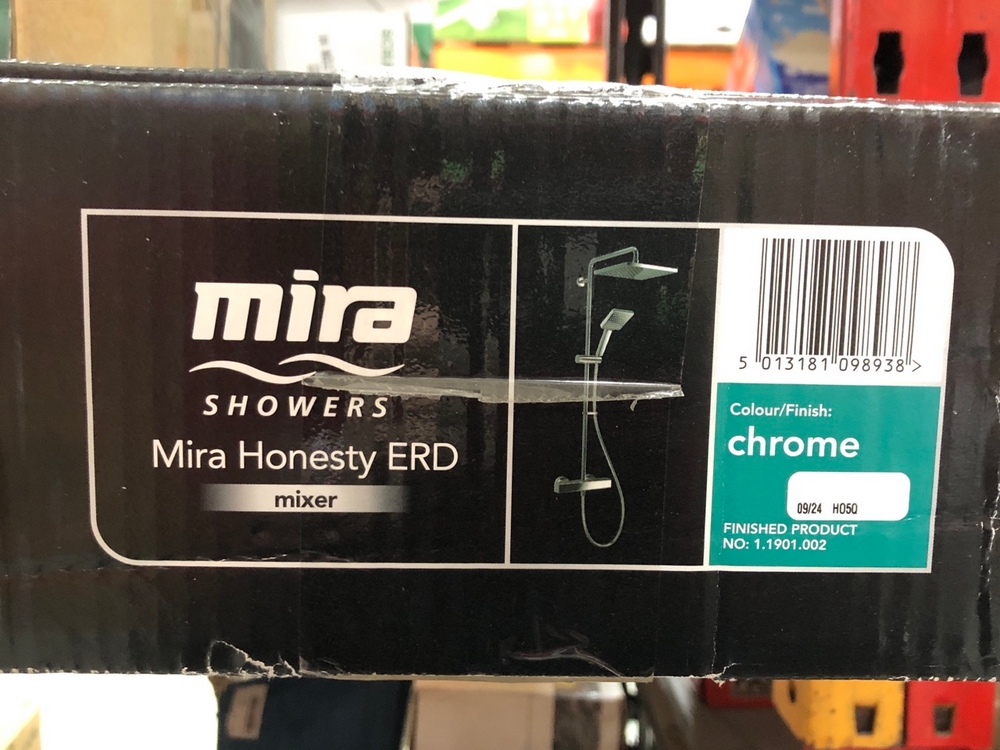 mira
SHOWERS
Mira Honesty ERD
mixer
5 013181 098938 >
Colour/Finish:
chrome
09/24 HO5Q
FINISHED PRODUCT
NO: 1.1901.002